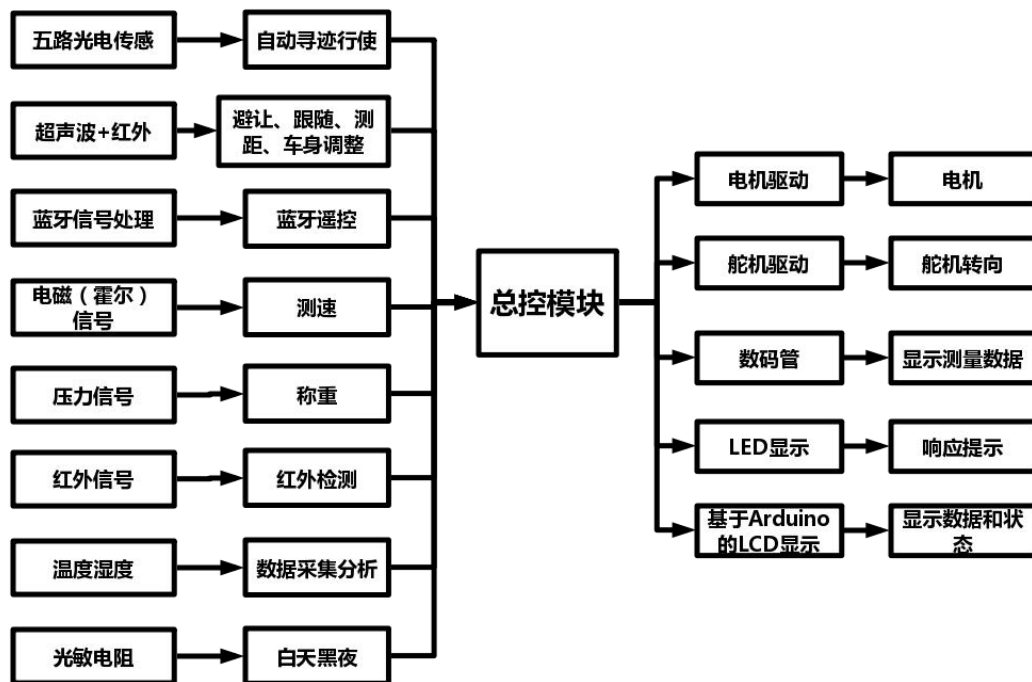 五路光电传感
自动寻迹行使
超声波+红外
避让、跟随、测
距、车身调整
蓝牙信号处理
蓝牙遥控
电磁（霍尔）
信号
测速
压力信号
称重
红外信号
红外检测
温度湿度
数据采集分析
光敏电阻
白天黑夜
总控模块
电机驱动
电机
舵机驱动
舵机转向
数码管
显示测量数据
LED显示
响应提示
基于Arduino
的LCD显示
显示数据和状
态